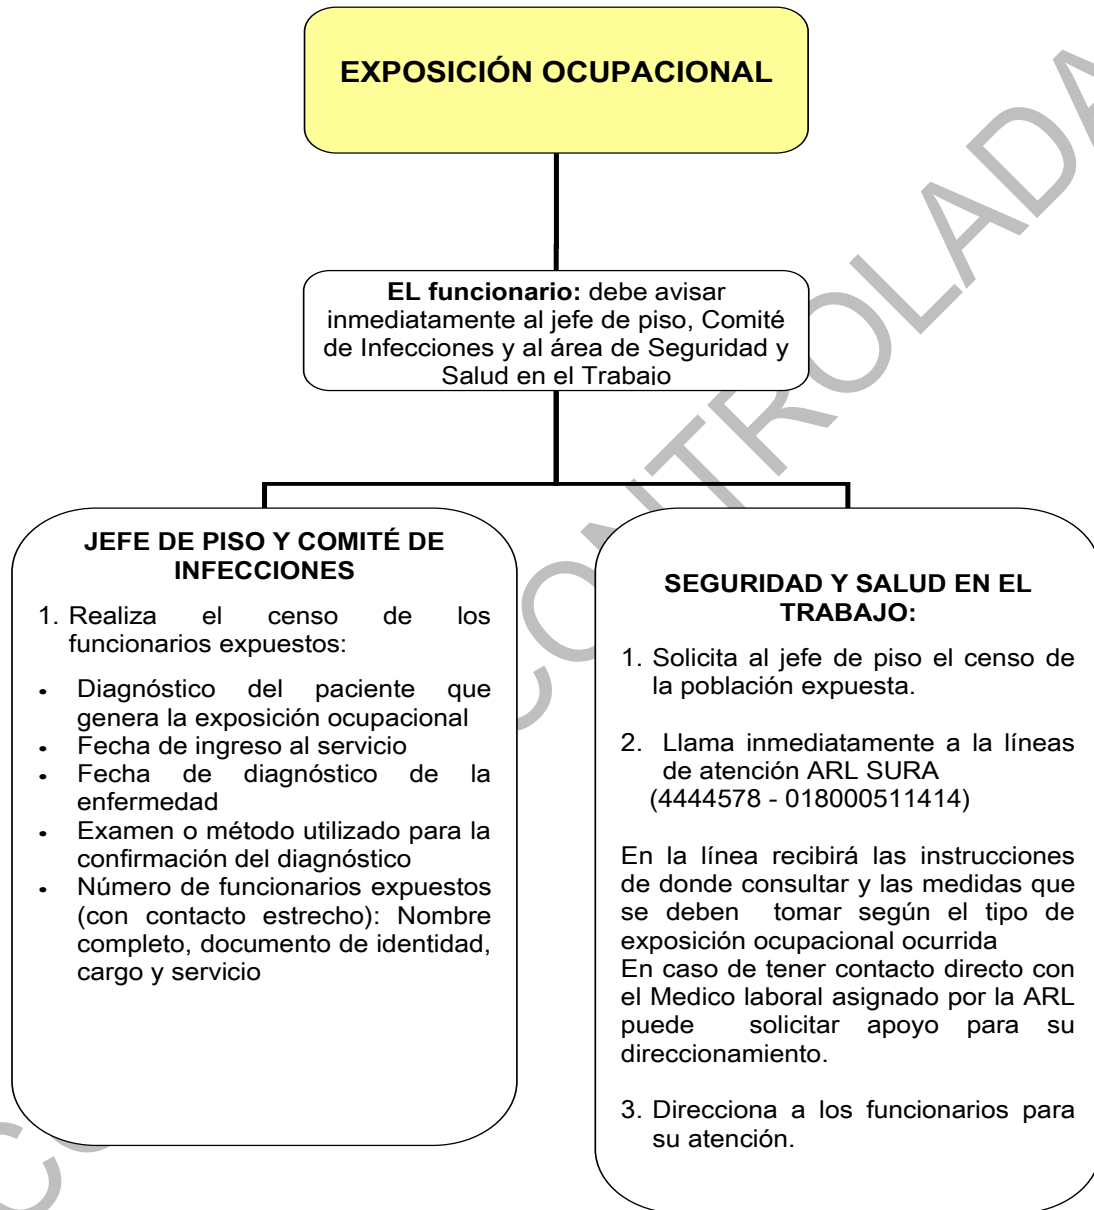 EXPOSICIÓN OCUPACIONAL
EL funcionario: debe avisar
inmediatamente al jefe de piso, Comité
de Infecciones y al área de Seguridad y
Salud en el Trabajo
JEFE DE PISO Y COMITÉ DE
INFECCIONES
1. Realiza el censo de los
funcionarios expuestos:
• Diagnóstico del paciente que
genera la exposición ocupacional
• Fecha de ingreso al servicio
• Fecha de diagnóstico de la
enfermedad
• Examen o método utilizado para la
confirmación del diagnóstico
• Número de funcionarios expuestos
(con contacto estrecho): Nombre
completo, documento de identidad,
cargo y servicio
SEGURIDAD Y SALUD EN EL
TRABAJO:
1. Solicita al jefe de piso el censo de
la población expuesta.
2. Llama inmediatamente a la líneas
de atención ARL SURA
(4444578 - 018000511414)
En la línea recibirá las instrucciones
de donde consultar y las medidas que
se deben tomar según el tipo de
exposición ocupacional ocurrida
En caso de tener contacto directo con
el Medico laboral asignado por la ARL
puede solicitar apoyo para su
direccionamiento.
3. Direcciona a los funcionarios para
su atención.
CONTROLADA